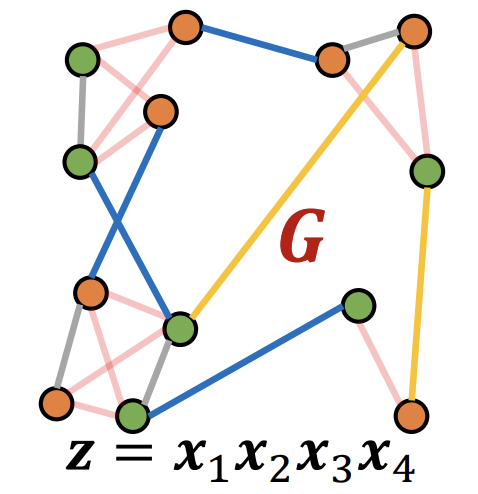 G
z = x₁x₂x₃x₄